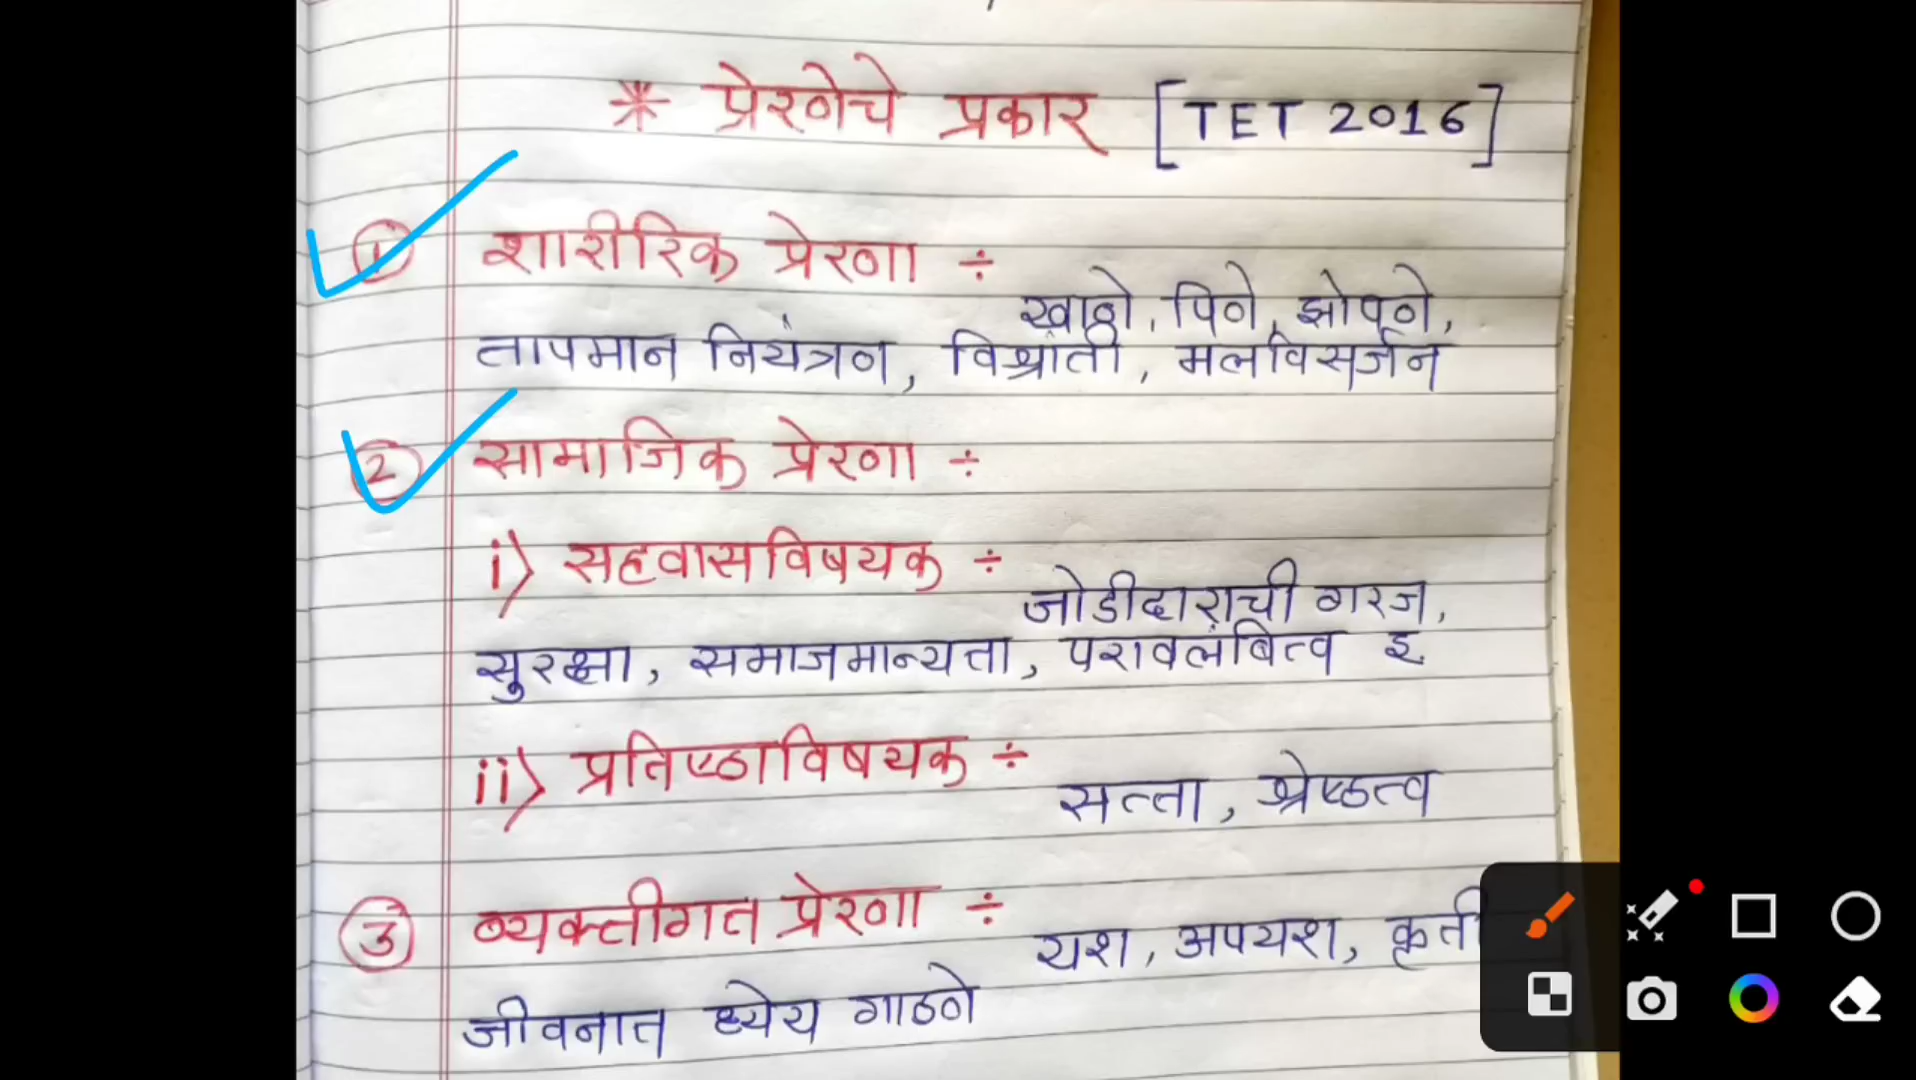 * प्रेरणेचे प्रकार [TET 2016]
① शारीरिक प्रेरणा ÷
खाणे, पिणे, झोपणे,
तापमान नियंत्रण, विश्रांती, मलविसर्जन
② सामाजिक प्रेरणा ÷
i) सहवासविषयक ÷
जोडीदाराची गरज,
सुरक्षा, समाजमान्यता, परावलंबित्व इ.
ii) प्रतिष्ठाविषयक ÷
सत्ता, श्रेष्ठत्व
③ व्यक्तीगत प्रेरणा ÷
यश, अपयश, कृती
जीवनात ध्येय गाठणे